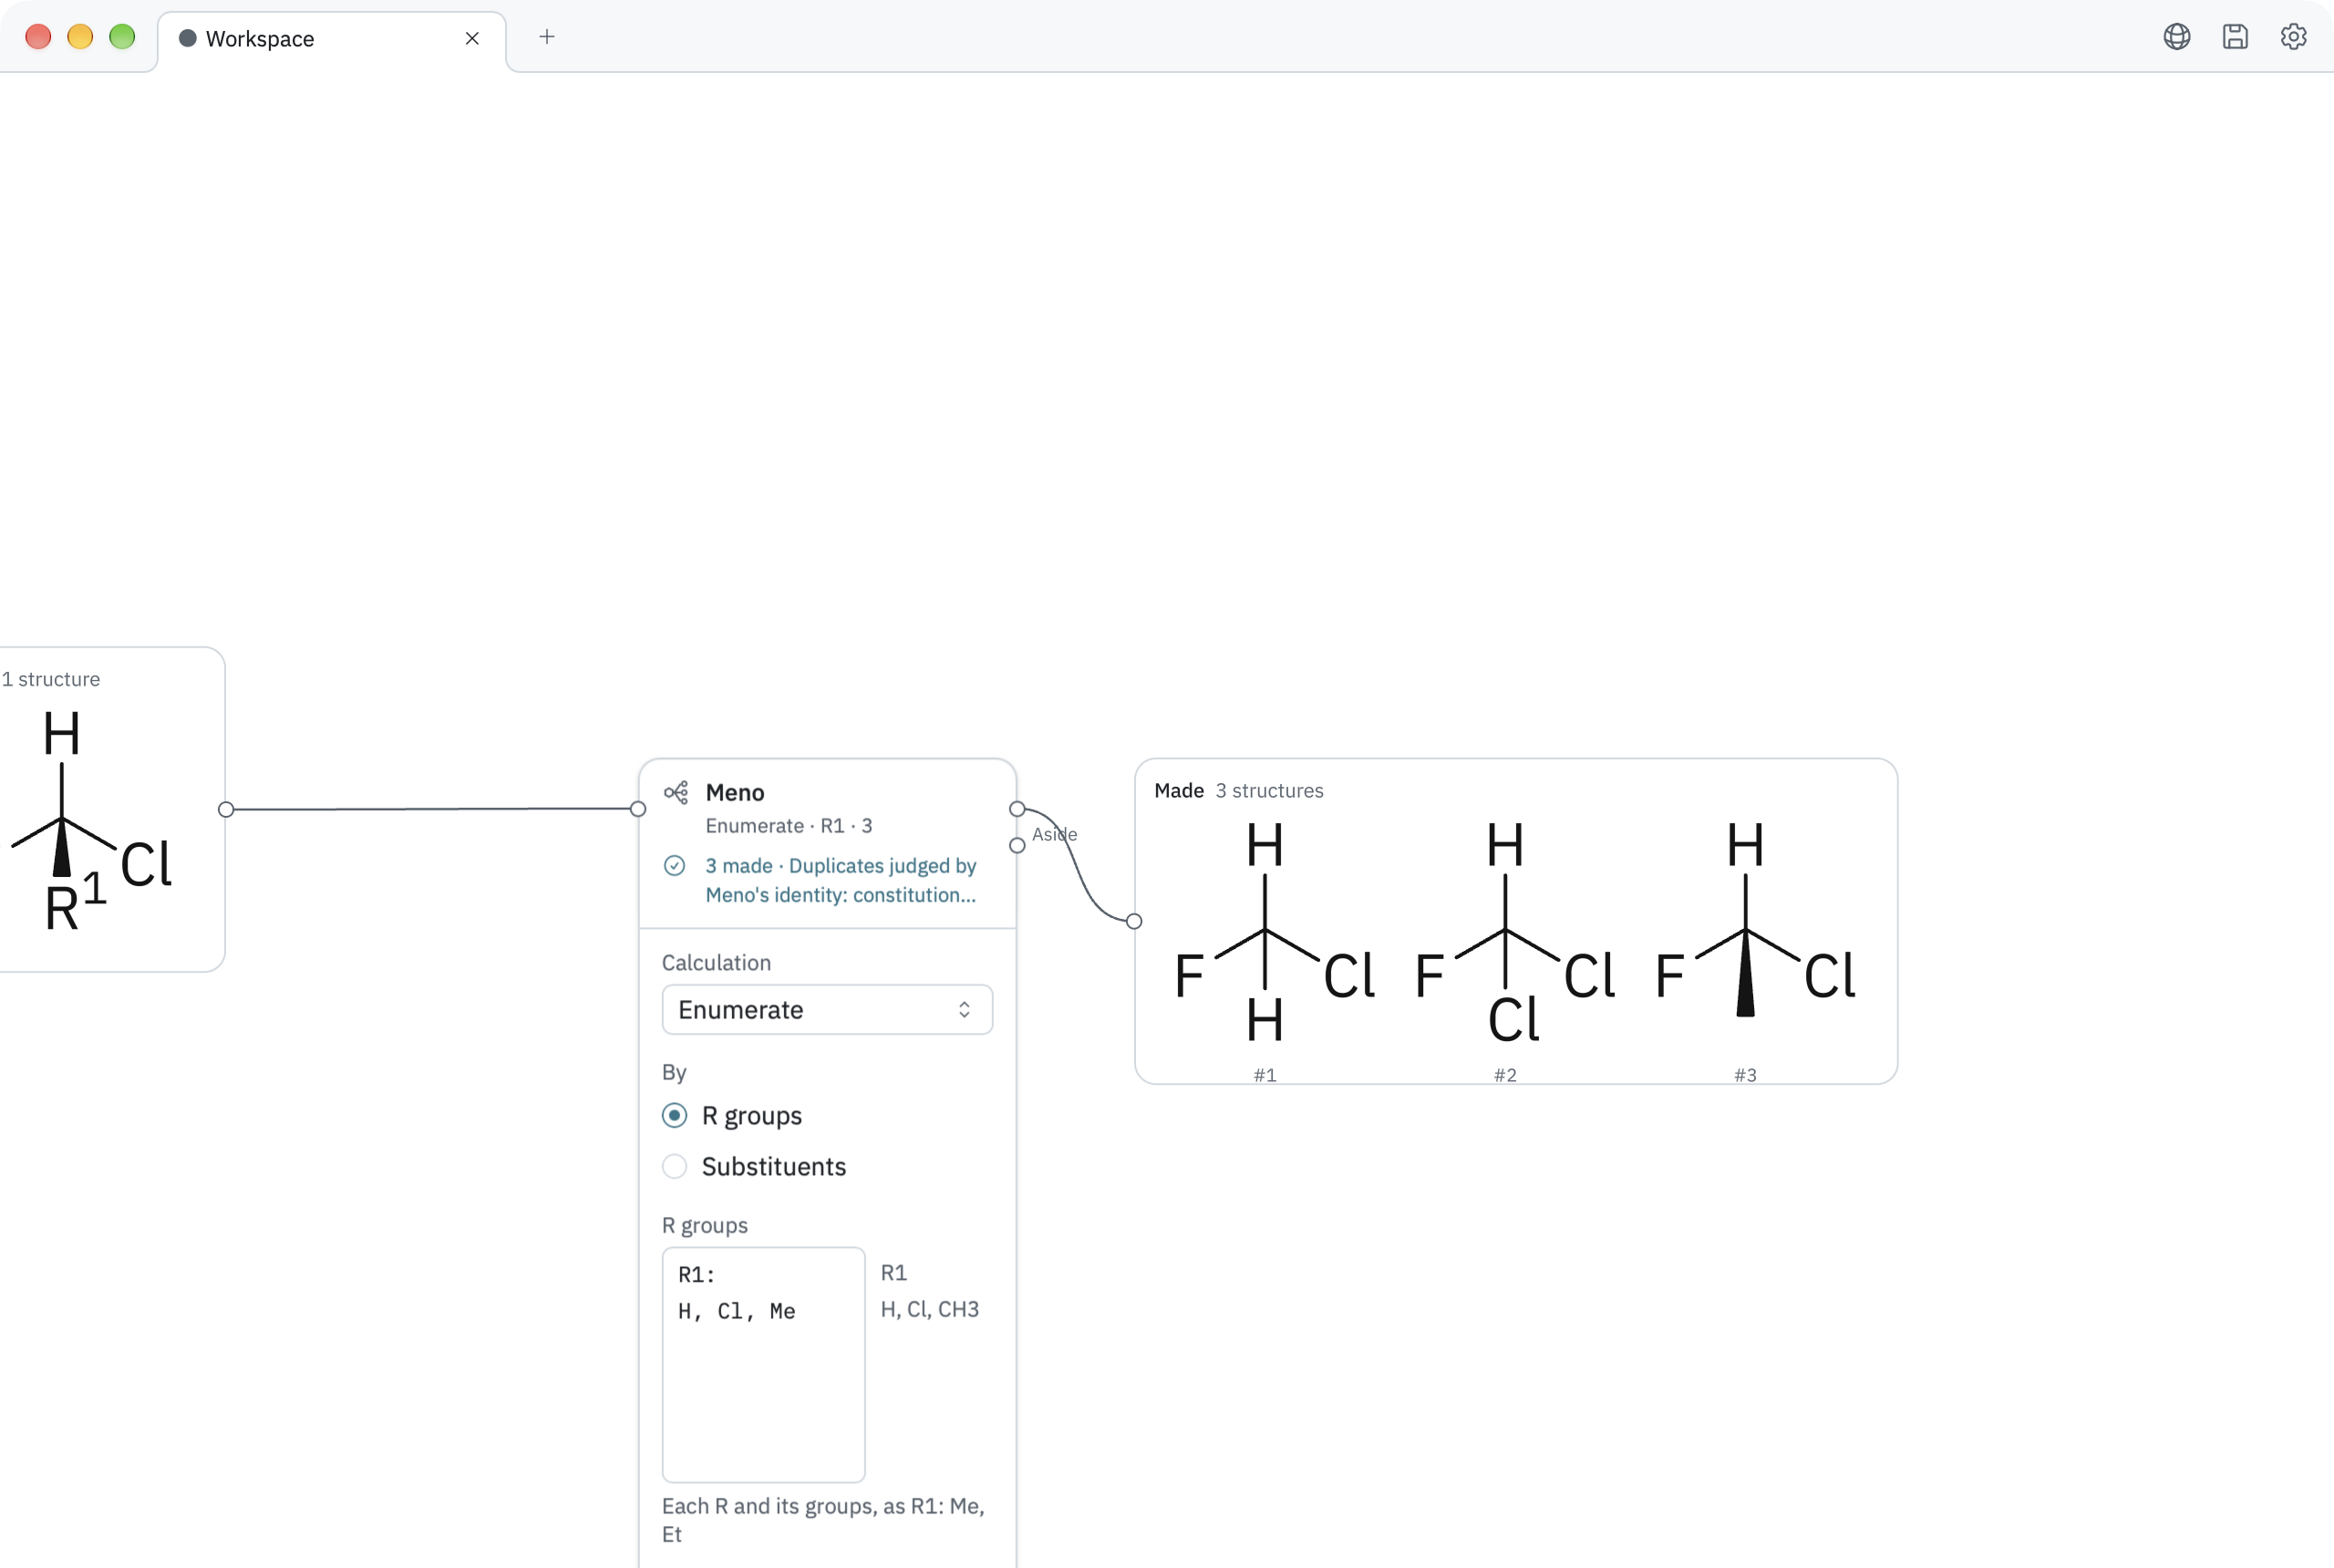 Workspace
1 structure
H
Cl
R1
Meno
Enumerate · R1 · 3
3 made · Duplicates judged by
Meno's identity: constitution...
Aside
Calculation
Enumerate
By
R groups
Substituents
R groups
R1:
H, Cl, Me
R1
H, Cl, CH3
Each R and its groups, as R1: Me,
Et
Made 3 structures
H H H
F Cl F Cl F Cl
H Cl
#1 #2 #3